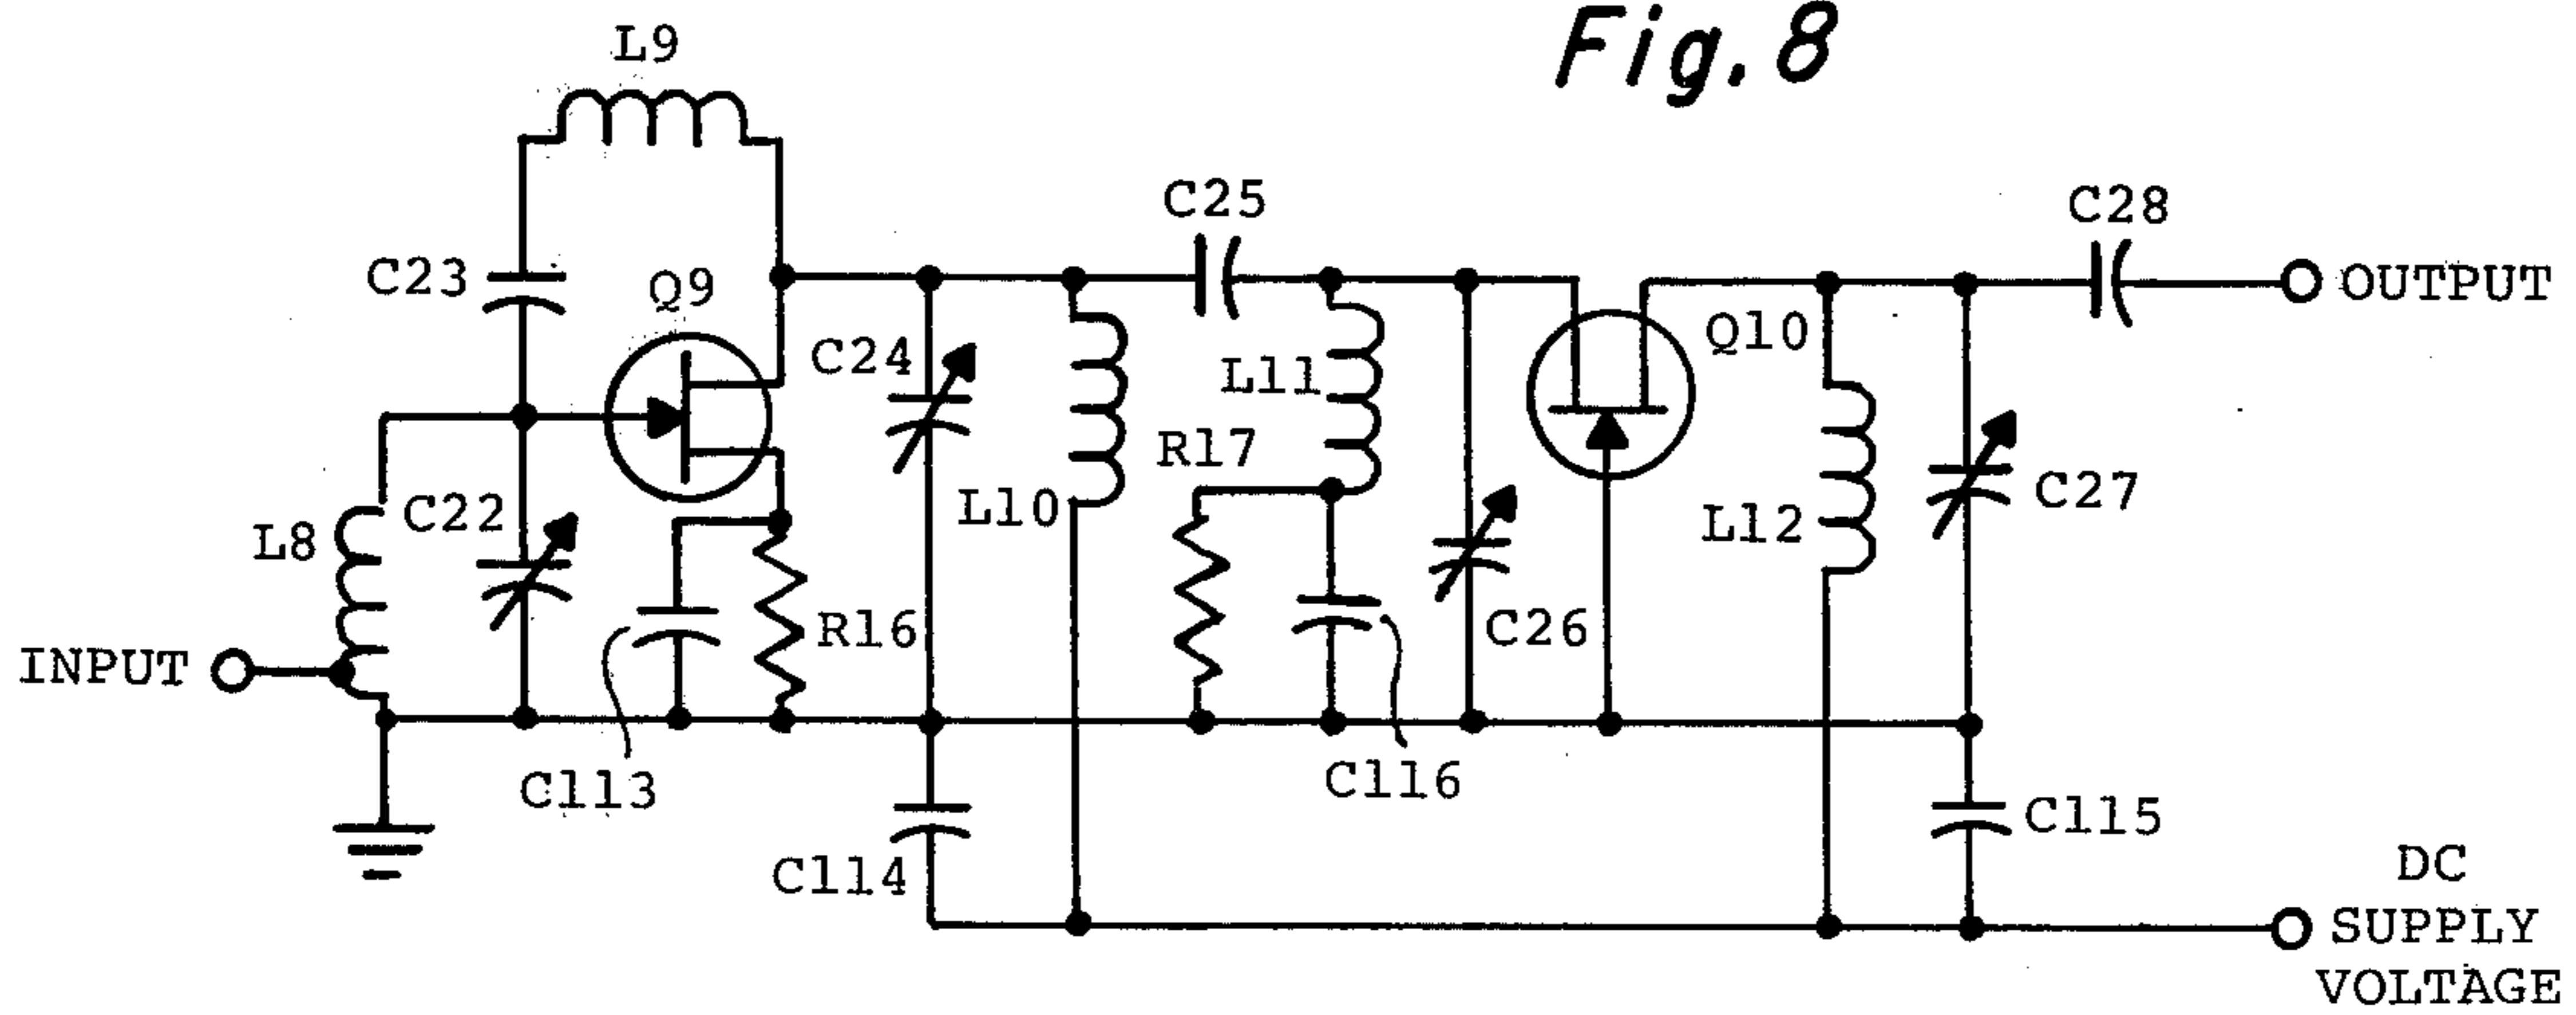 Fig. 8
L9
C25
C28
C23
Q9
OUTPUT
C24
Q10
L11
R17
L10
C22
L8
C27
L12
R16
C26
INPUT
C113
C116
C115
C114
DC
SUPPLY
VOLTAGE